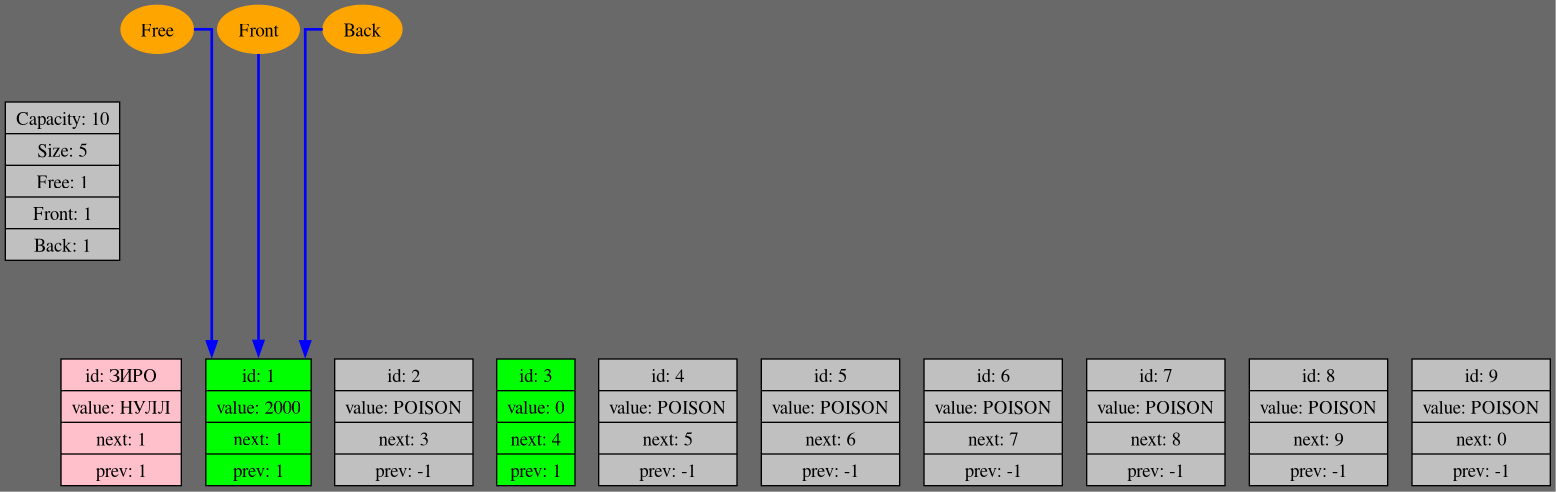 Free
Front
Back
Capacity: 10
Size: 5
Free: 1
Front: 1
Back: 1
id: ЗИРО
value: НУЛЛ
next: 1
prev: 1
id: 1
value: 2000
next: 1
prev: 1
id: 2
value: POISON
next: 3
prev: -1
id: 3
value: 0
next: 4
prev: 1
id: 4
value: POISON
next: 5
prev: -1
id: 5
value: POISON
next: 6
prev: -1
id: 6
value: POISON
next: 7
prev: -1
id: 7
value: POISON
next: 8
prev: -1
id: 8
value: POISON
next: 9
prev: -1
id: 9
value: POISON
next: 0
prev: -1